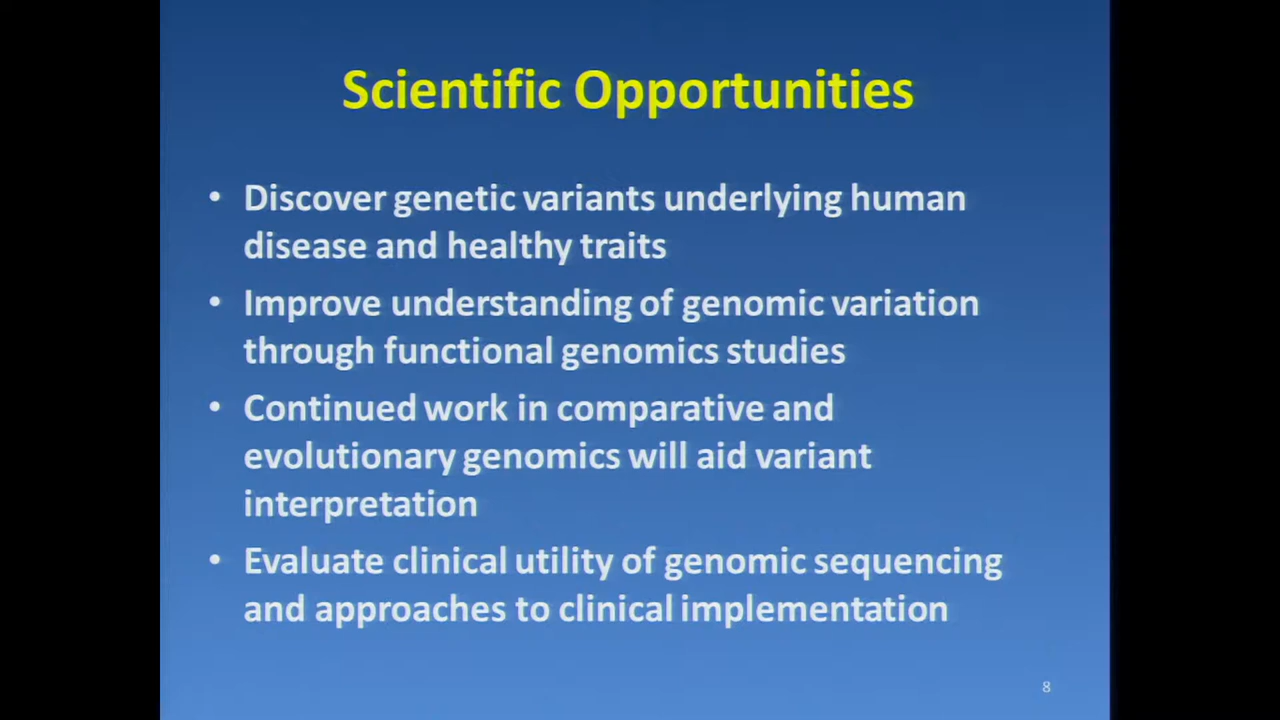 Scientific Opportunities
• Discover genetic variants underlying human
disease and healthy traits
• Improve understanding of genomic variation
through functional genomics studies
• Continued work in comparative and
evolutionary genomics will aid variant
interpretation
• Evaluate clinical utility of genomic sequencing
and approaches to clinical implementation
8